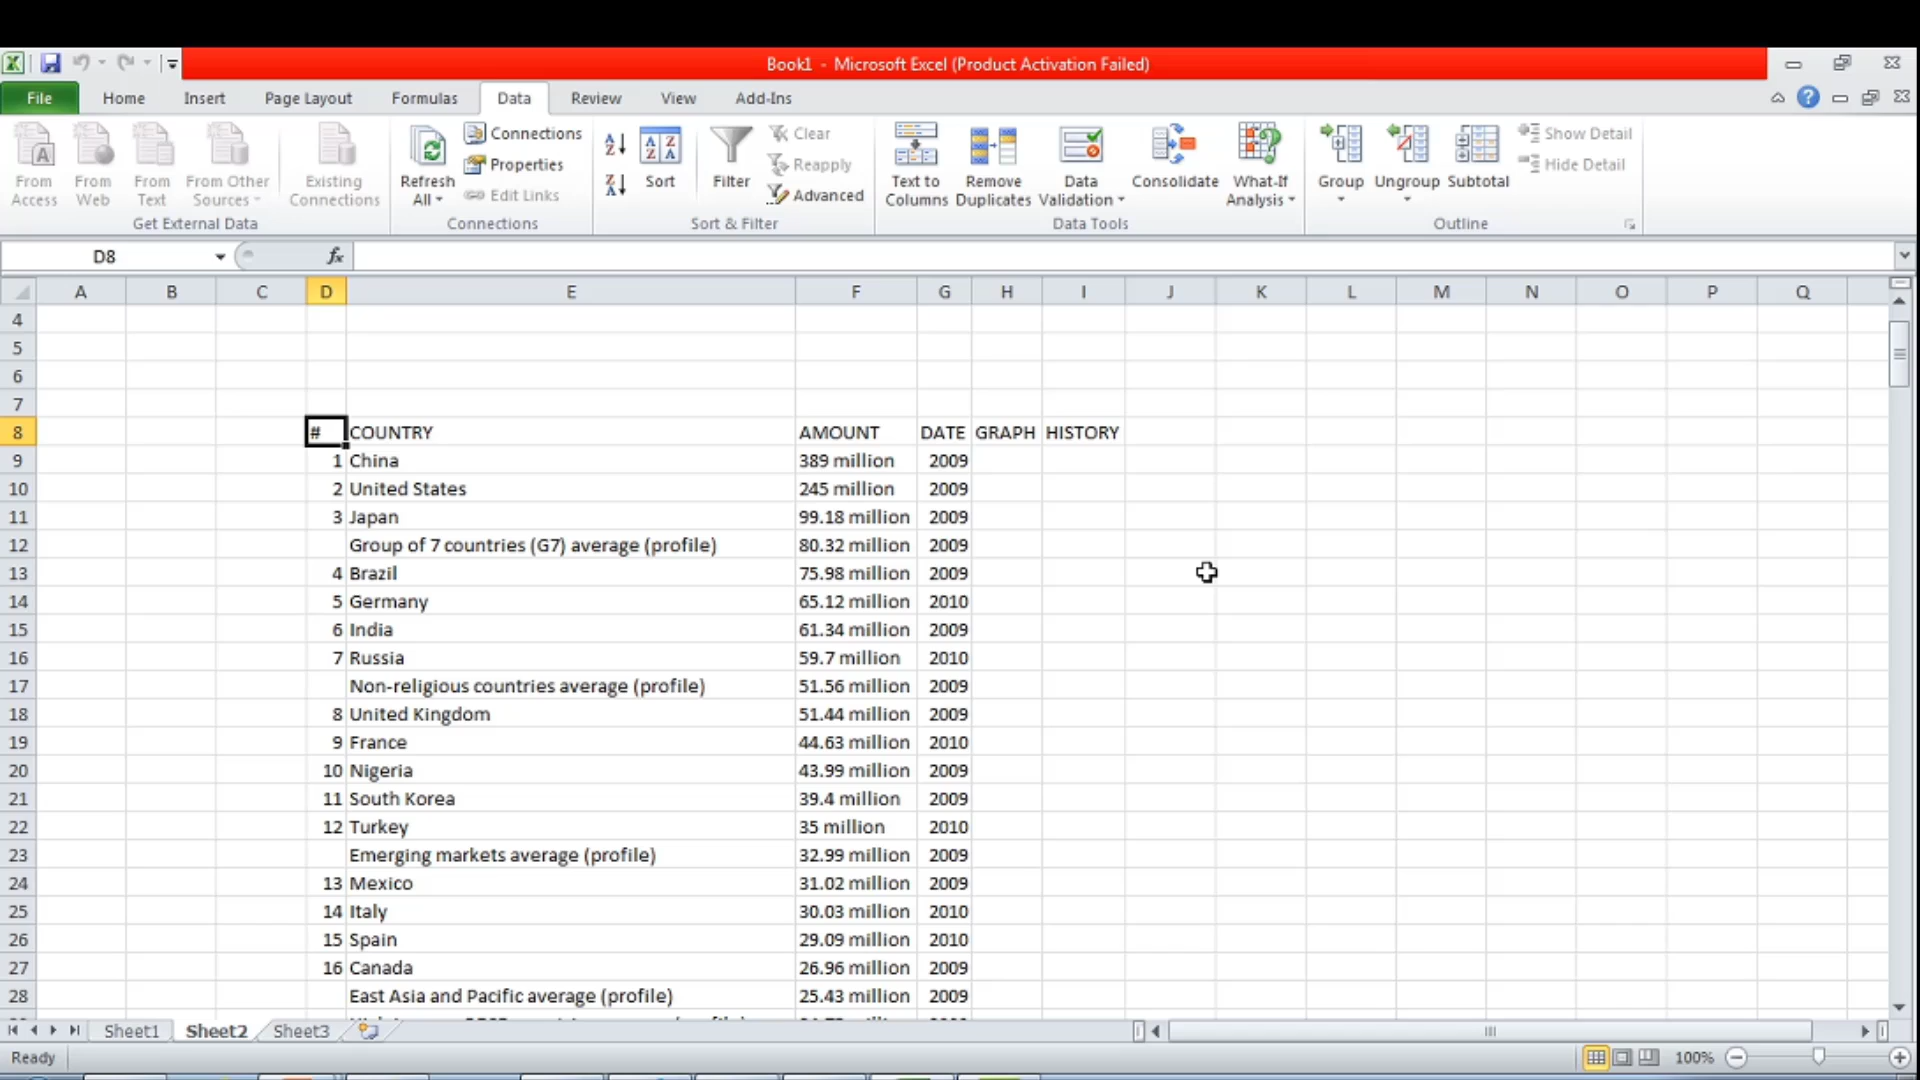 Book1 - Microsoft Excel (Product Activation Failed)
File Home Insert Page Layout Formulas Data Review View Add-Ins
From Access From Web From Text From Other Sources Existing Connections Refresh All Connections Properties Edit Links Sort Filter Clear Reapply Advanced Text to Columns Remove Duplicates Data Validation Consolidate What-If Analysis Group Ungroup Subtotal Show Detail Hide Detail
Get External Data Connections Sort & Filter Data Tools Outline
D8 fx
A B C D E F G H I J K L M N O P Q
4
5
6
7
8 # COUNTRY AMOUNT DATE GRAPH HISTORY
9 1 China 389 million 2009
10 2 United States 245 million 2009
11 3 Japan 99.18 million 2009
12 Group of 7 countries (G7) average (profile) 80.32 million 2009
13 4 Brazil 75.98 million 2009
14 5 Germany 65.12 million 2010
15 6 India 61.34 million 2009
16 7 Russia 59.7 million 2010
17 Non-religious countries average (profile) 51.56 million 2009
18 8 United Kingdom 51.44 million 2009
19 9 France 44.63 million 2010
20 10 Nigeria 43.99 million 2009
21 11 South Korea 39.4 million 2009
22 12 Turkey 35 million 2010
23 Emerging markets average (profile) 32.99 million 2009
24 13 Mexico 31.02 million 2009
25 14 Italy 30.03 million 2010
26 15 Spain 29.09 million 2010
27 16 Canada 26.96 million 2009
28 East Asia and Pacific average (profile) 25.43 million 2009
Sheet1 Sheet2 Sheet3
Ready 100%